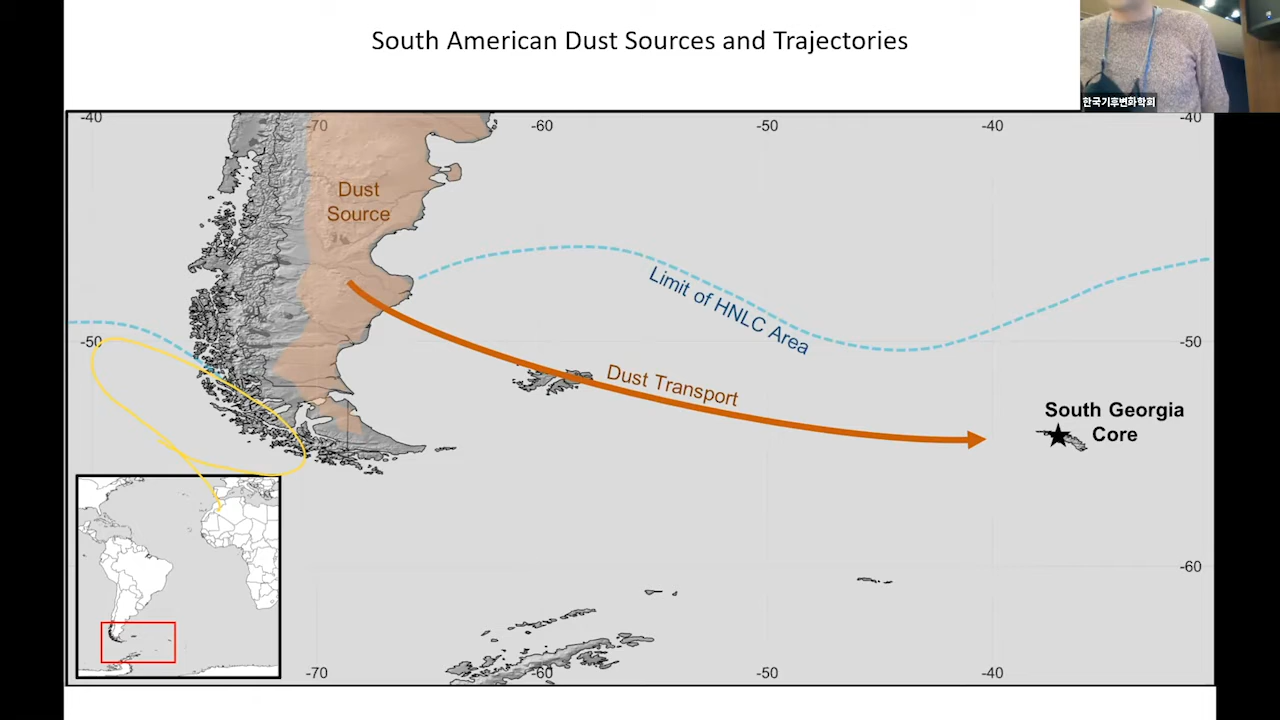 South American Dust Sources and Trajectories
한국기후변화학회
-40
-70
-60
-50
-40
-40
Dust
Source
Limit of HNLC Area
-50
-50
Dust Transport
South Georgia
Core
-60
-70
-60
-50
-40